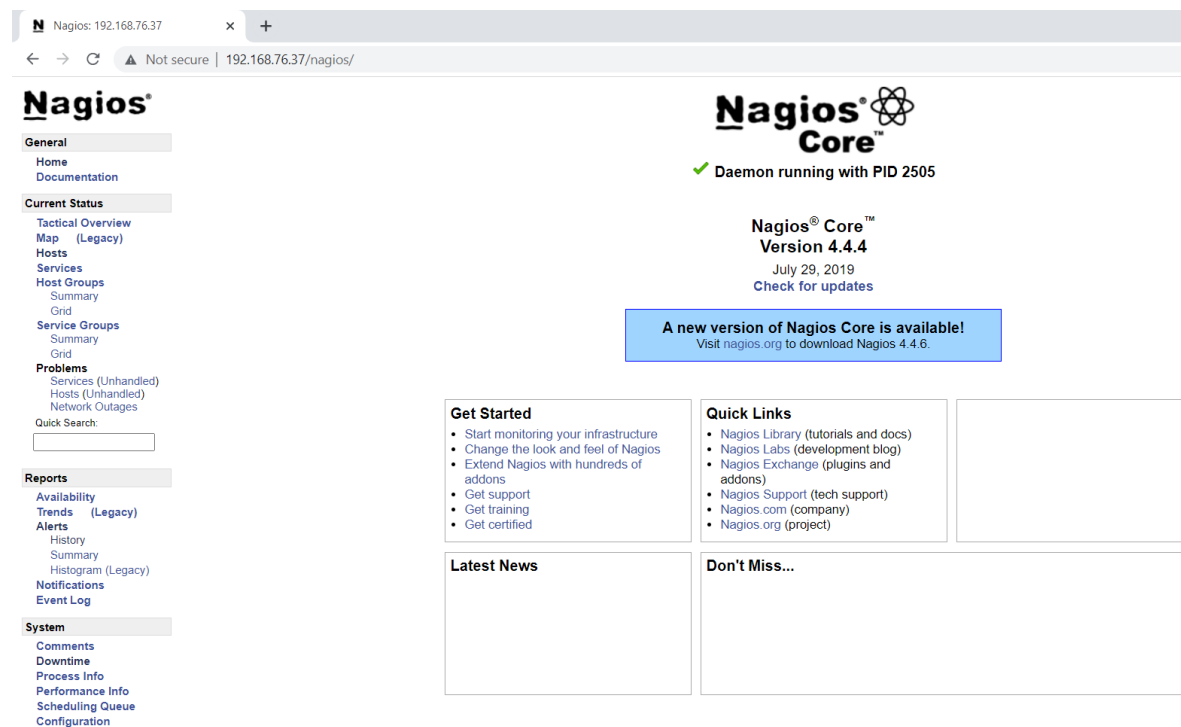 Nagios: 192.168.76.37
Not secure | 192.168.76.37/nagios/
Nagios®
General
Home
Documentation
Current Status
Tactical Overview
Map (Legacy)
Hosts
Services
Host Groups
Summary
Grid
Service Groups
Summary
Grid
Problems
Services (Unhandled)
Hosts (Unhandled)
Network Outages
Quick Search:
Reports
Availability
Trends (Legacy)
Alerts
History
Summary
Histogram (Legacy)
Notifications
Event Log
System
Comments
Downtime
Process Info
Performance Info
Scheduling Queue
Configuration
Nagios®
Core™
Daemon running with PID 2505
Nagios® Core™
Version 4.4.4
July 29, 2019
Check for updates
A new version of Nagios Core is available!
Visit nagios.org to download Nagios 4.4.6.
Get Started
• Start monitoring your infrastructure
• Change the look and feel of Nagios
• Extend Nagios with hundreds of
addons
• Get support
• Get training
• Get certified
Quick Links
• Nagios Library (tutorials and docs)
• Nagios Labs (development blog)
• Nagios Exchange (plugins and
addons)
• Nagios Support (tech support)
• Nagios.com (company)
• Nagios.org (project)
Latest News
Don't Miss...